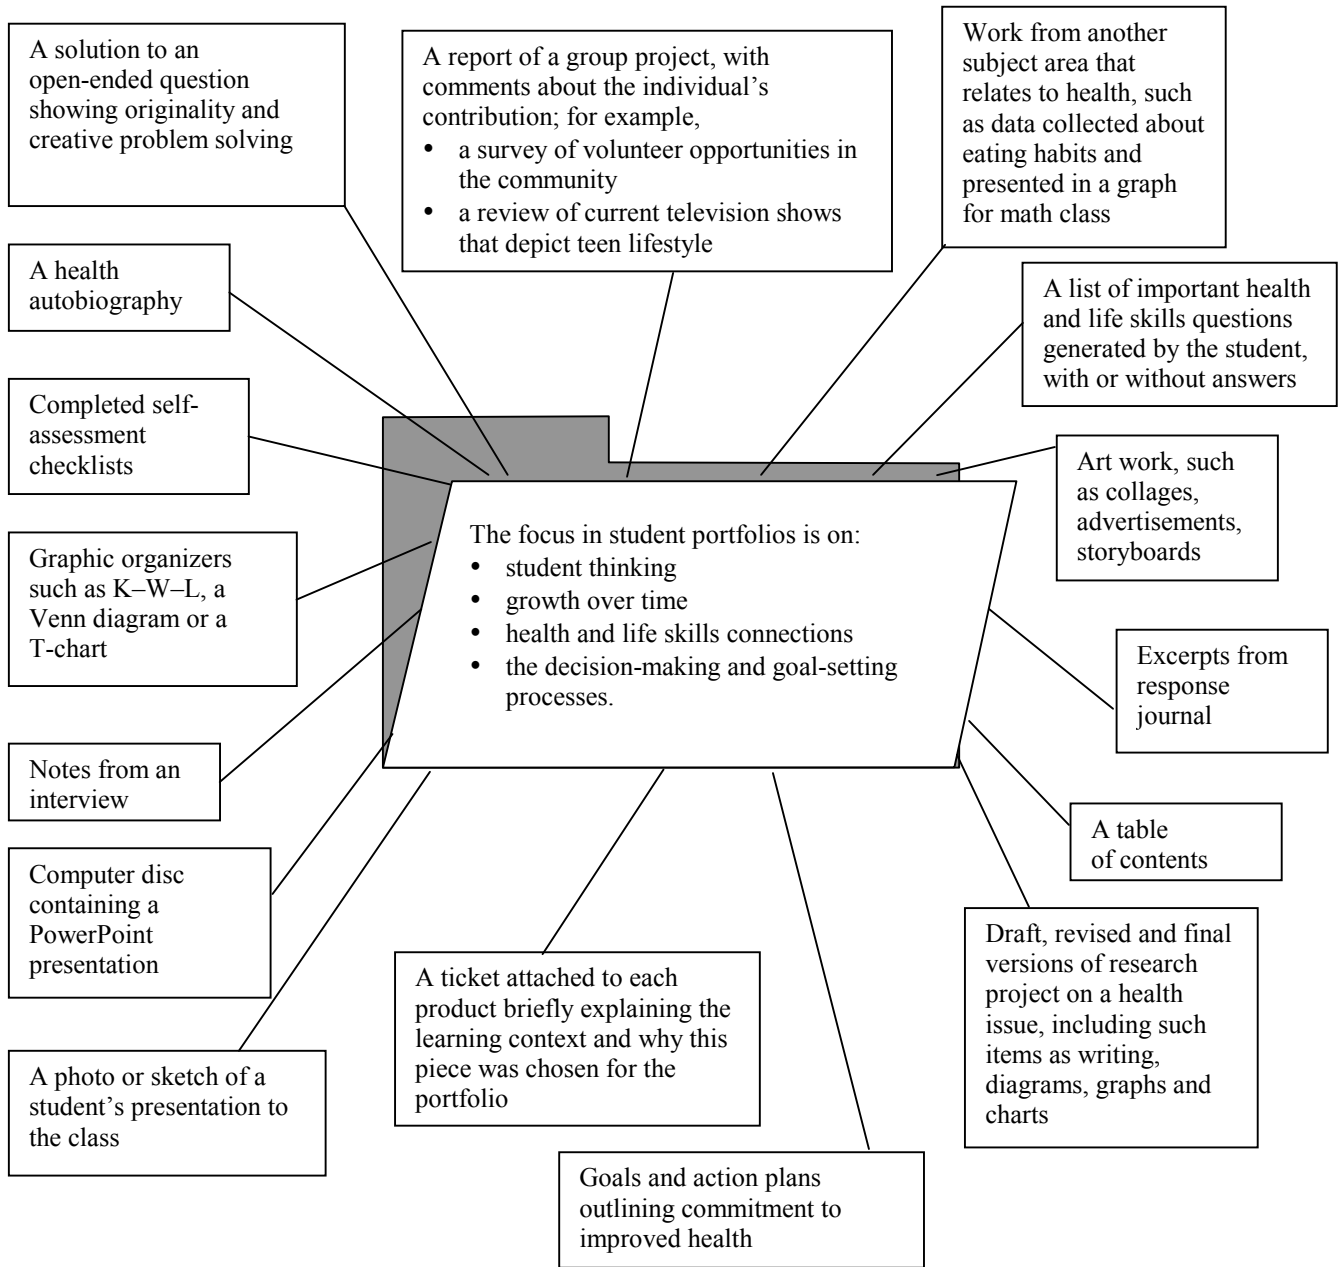 A solution to an
open-ended question
showing originality and
creative problem solving
A report of a group project, with
comments about the individual’s
contribution; for example,
• a survey of volunteer opportunities in
the community
• a review of current television shows
that depict teen lifestyle
Work from another
subject area that
relates to health, such
as data collected about
eating habits and
presented in a graph
for math class
A health
autobiography
A list of important health
and life skills questions
generated by the student,
with or without answers
Completed self-
assessment
checklists
Art work, such
as collages,
advertisements,
storyboards
Graphic organizers
such as K–W–L, a
Venn diagram or a
T-chart
The focus in student portfolios is on:
• student thinking
• growth over time
• health and life skills connections
• the decision-making and goal-setting
processes.
Excerpts from
response
journal
Notes from an
interview
A table
of contents
Computer disc
containing a
PowerPoint
presentation
Draft, revised and final
versions of research
project on a health
issue, including such
items as writing,
diagrams, graphs and
charts
A ticket attached to each
product briefly explaining the
learning context and why this
piece was chosen for the
portfolio
A photo or sketch of a
student’s presentation to
the class
Goals and action plans
outlining commitment to
improved health